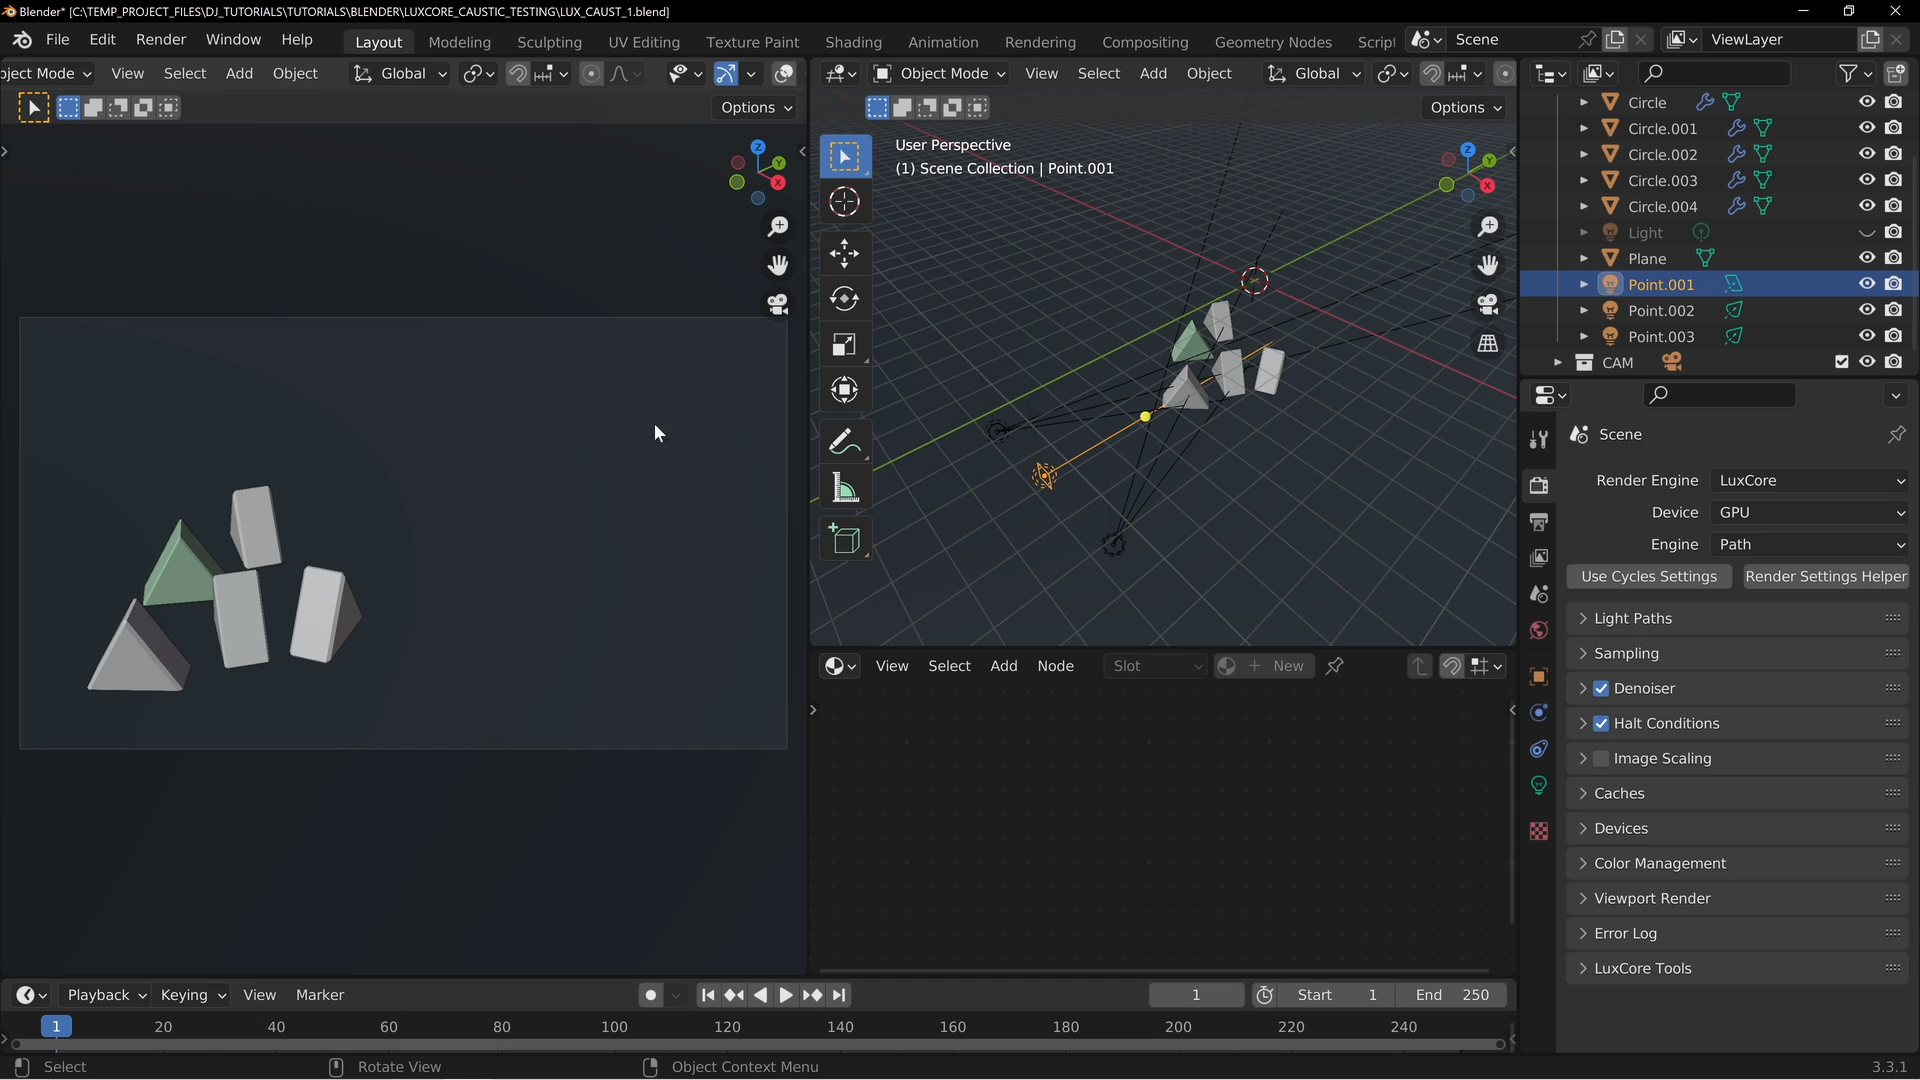 Blender* [C:\TEMP_PROJECT_FILES\DJ_TUTORIALS\TUTORIALS\BLENDER\LUXCORE_CAUSTIC_TESTING\LUX_CAUST_1.blend]
File Edit Render Window Help Layout Modeling Sculpting UV Editing Texture Paint Shading Animation Rendering Compositing Geometry Nodes Script Scene ViewLayer
ject Mode View Select Add Object Global Object Mode View Select Add Object Global
Options Options
User Perspective
(1) Scene Collection | Point.001
Z
Y
X
Z
Y
X
Circle
Circle.001
Circle.002
Circle.003
Circle.004
Light
Plane
Point.001
Point.002
Point.003
CAM
Scene
Render Engine LuxCore
Device GPU
Engine Path
Use Cycles Settings Render Settings Helper
Light Paths
Sampling
Denoiser
Halt Conditions
Image Scaling
Caches
Devices
Color Management
Viewport Render
Error Log
LuxCore Tools
View Select Add Node Slot New
Playback Keying View Marker 1 Start 1 End 250
1 20 40 60 80 100 120 140 160 180 200 220 240
Select Rotate View Object Context Menu 3.3.1